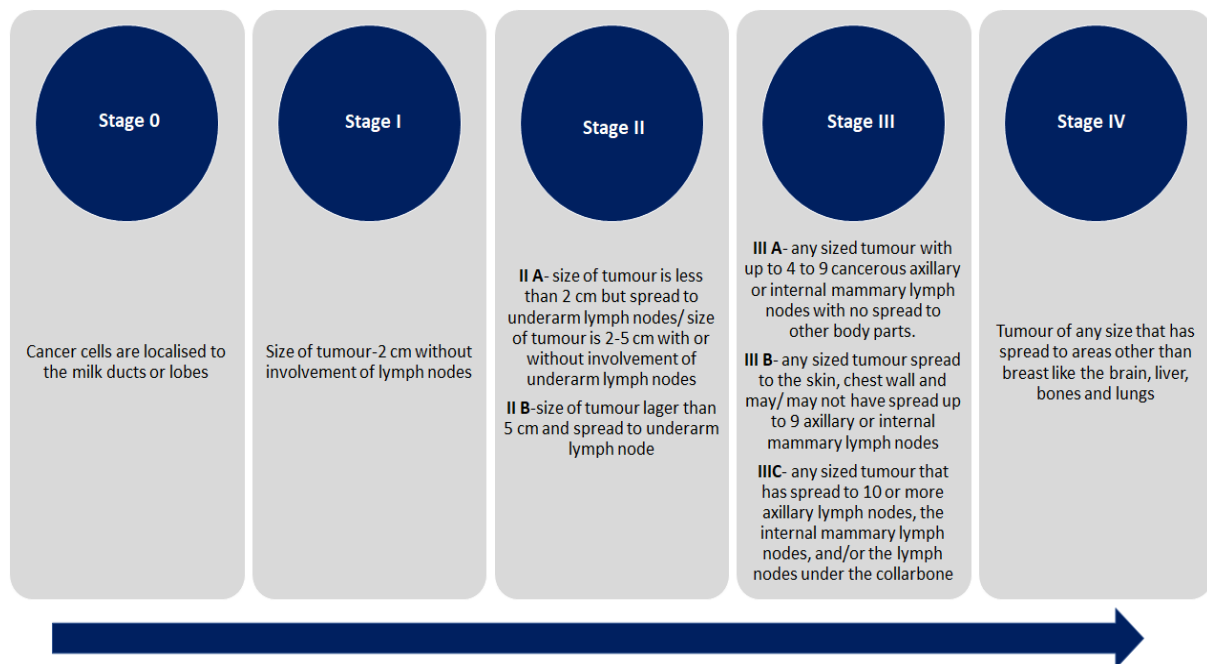 Stage 0
Cancer cells are localised to
the milk ducts or lobes
Stage I
Size of tumour-2 cm without
involvement of lymph nodes
Stage II
II A- size of tumour is less
than 2 cm but spread to
underarm lymph nodes/ size
of tumour is 2-5 cm with or
without involvement of
underarm lymph nodes
II B-size of tumour lager than
5 cm and spread to underarm
lymph node
Stage III
III A- any sized tumour with
up to 4 to 9 cancerous axillary
or internal mammary lymph
nodes with no spread to
other body parts.
III B- any sized tumour spread
to the skin, chest wall and
may/ may not have spread up
to 9 axillary or internal
mammary lymph nodes
IIIC- any sized tumour that
has spread to 10 or more
axillary lymph nodes, the
internal mammary lymph
nodes, and/or the lymph
nodes under the collarbone
Stage IV
Tumour of any size that has
spread to areas other than
breast like the brain, liver,
bones and lungs